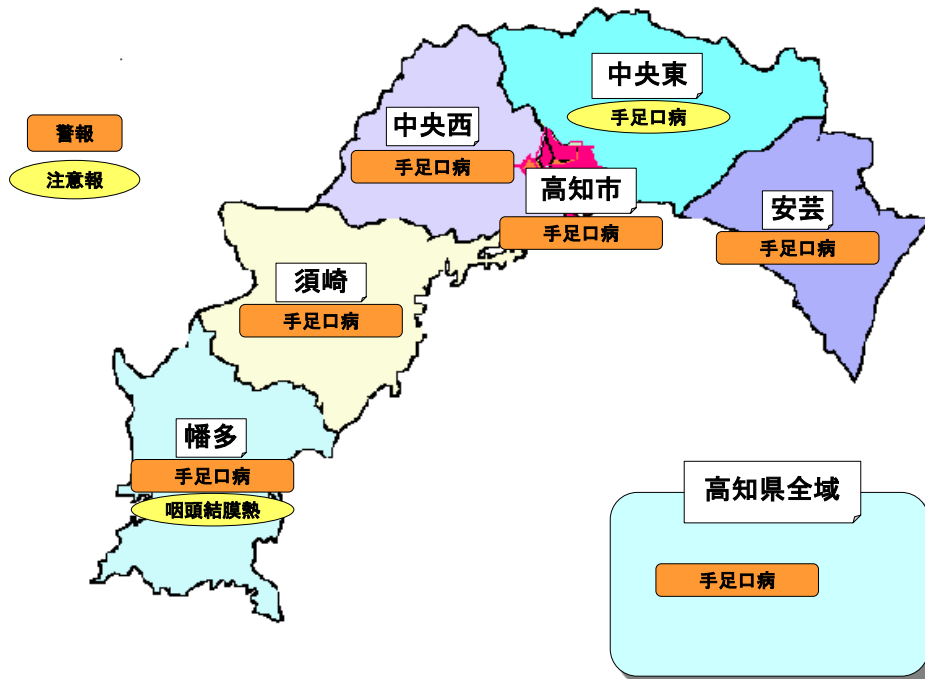 警報
注意報
中央東
手足口病
中央西
手足口病
高知市
手足口病
安芸
手足口病
須崎
手足口病
幡多
手足口病
咽頭結膜熱
高知県全域
手足口病